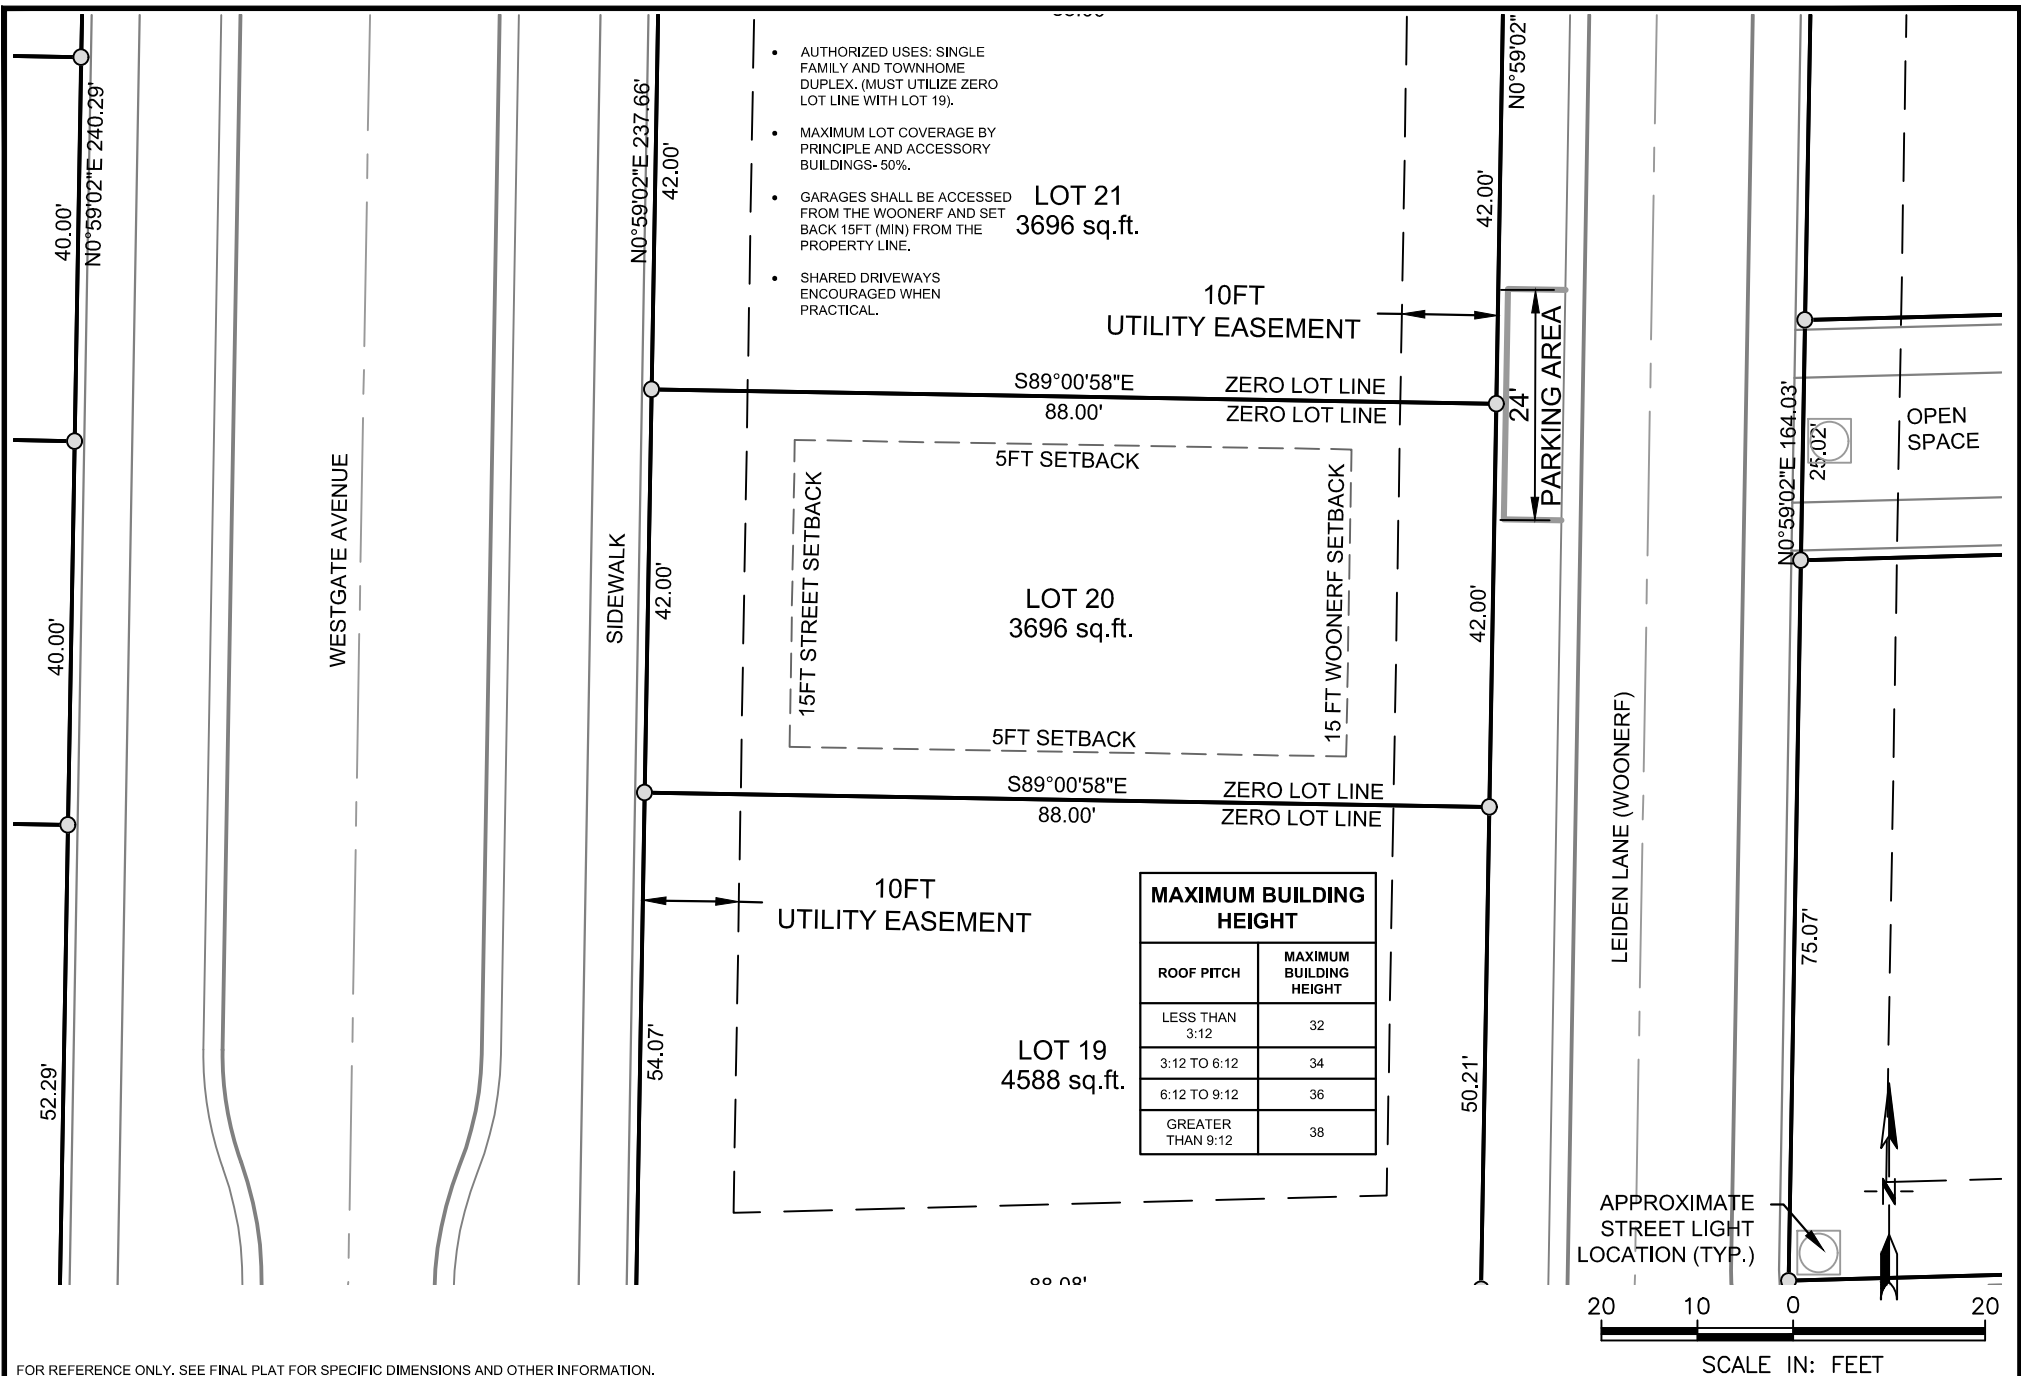 • AUTHORIZED USES: SINGLE
FAMILY AND TOWNHOME
DUPLEX. (MUST UTILIZE ZERO
LOT LINE WITH LOT 19).
• MAXIMUM LOT COVERAGE BY
PRINCIPLE AND ACCESSORY
BUILDINGS- 50%.
• GARAGES SHALL BE ACCESSED
FROM THE WOONERF AND SET
BACK 15FT (MIN) FROM THE
PROPERTY LINE.
• SHARED DRIVEWAYS
ENCOURAGED WHEN
PRACTICAL.
N0°59'02"E 240.29'
40.00'
40.00'
52.29'
WESTGATE AVENUE
SIDEWALK
N0°59'02"E 237.66'
42.00'
LOT 21
3696 sq.ft.
42.00'
N0°59'02"
10FT
UTILITY EASEMENT
S89°00'58"E
88.00'
ZERO LOT LINE
ZERO LOT LINE
24'
PARKING AREA
5FT SETBACK
15FT STREET SETBACK
15 FT WOONERF SETBACK
42.00'
LOT 20
3696 sq.ft.
42.00'
5FT SETBACK
S89°00'58"E
88.00'
ZERO LOT LINE
ZERO LOT LINE
10FT
UTILITY EASEMENT
54.07'
LOT 19
4588 sq.ft.
50.21'
88.08'
MAXIMUM BUILDING
HEIGHT
ROOF PITCH
MAXIMUM
BUILDING
HEIGHT
LESS THAN
3:12
32
3:12 TO 6:12
34
6:12 TO 9:12
36
GREATER
THAN 9:12
38
LEIDEN LANE (WOONERF)
N0°59'02"E 164.03'
25.02'
OPEN
SPACE
75.07'
APPROXIMATE
STREET LIGHT
LOCATION (TYP.)
N
20 10 0 20
SCALE IN: FEET
FOR REFERENCE ONLY. SEE FINAL PLAT FOR SPECIFIC DIMENSIONS AND OTHER INFORMATION.